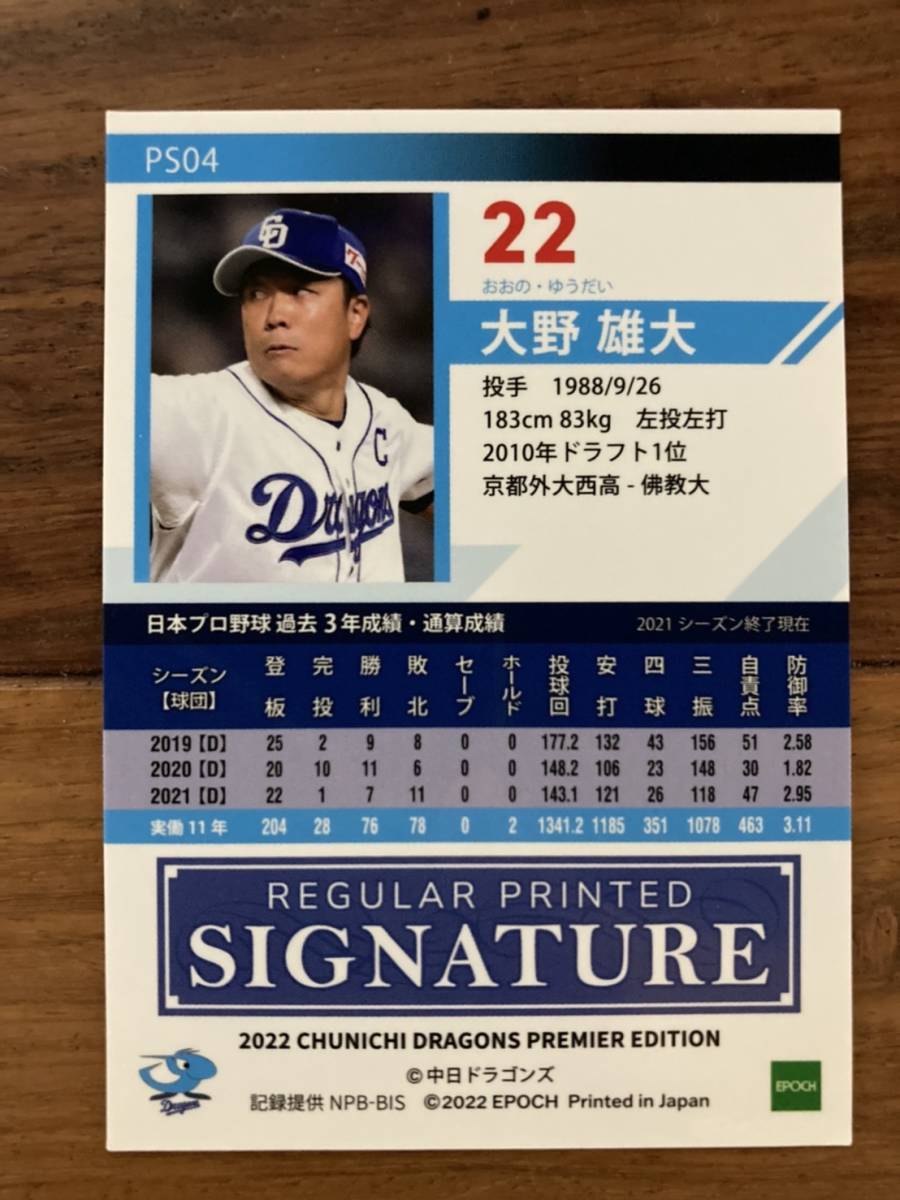 PS04
22
おおの・ゆうだい
大野 雄大
投手 1988/9/26
183cm 83kg 左投左打
2010年ドラフト1位
京都外大西高 - 佛教大
CD
C
Dragons
日本プロ野球 過去3年成績・通算成績 2021 シーズン終了現在
シーズン【球団】 登板 完投 勝利 敗北 セーブ ホールド 投球回 安打 四球 三振 自責点 防御率
2019【D】 25 2 9 8 0 0 177.2 132 43 156 51 2.58
2020【D】 20 10 11 6 0 0 148.2 106 23 148 30 1.82
2021【D】 22 1 7 11 0 0 143.1 121 26 118 47 2.95
実働 11 年 204 28 76 78 0 2 1341.2 1185 351 1078 463 3.11
REGULAR PRINTED
SIGNATURE
2022 CHUNICHI DRAGONS PREMIER EDITION
©中日ドラゴンズ
記録提供 NPB-BIS ©2022 EPOCH Printed in Japan
Dragons
EPOCH